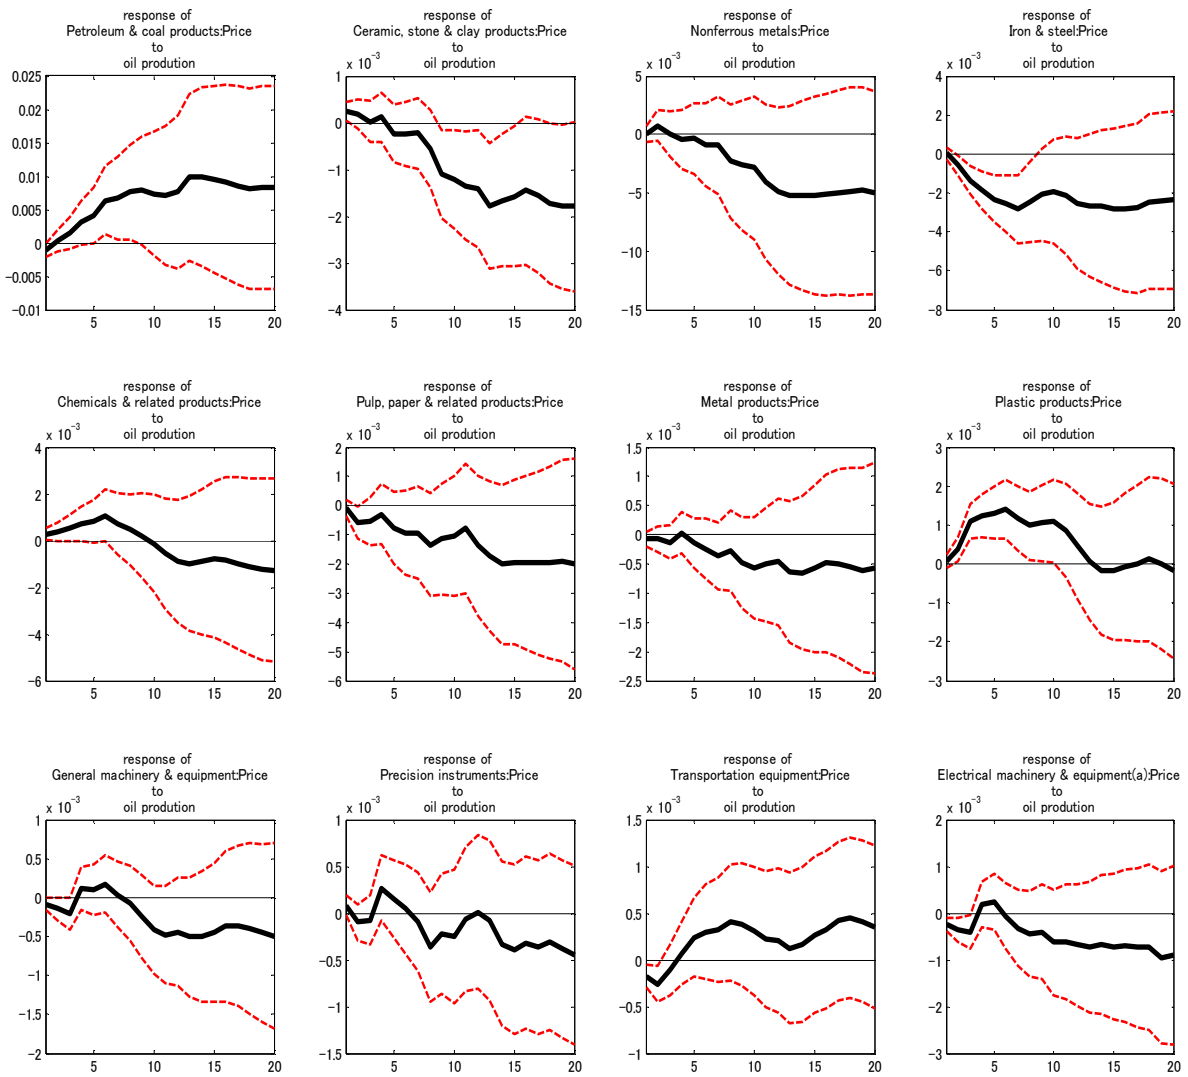 response of
Petroleum & coal products:Price
to
oil prodution
0.025
0.02
0.015
0.01
0.005
0
−0.005
−0.01
5 10 15 20
response of
Ceramic, stone & clay products:Price
to
x 10⁻³ oil prodution
1
0
−1
−2
−3
−4
5 10 15 20
response of
Nonferrous metals:Price
to
x 10⁻³ oil prodution
5
0
−5
−10
−15
5 10 15 20
response of
Iron & steel:Price
to
x 10⁻³ oil prodution
4
2
0
−2
−4
−6
−8
5 10 15 20
response of
Chemicals & related products:Price
to
x 10⁻³ oil prodution
4
2
0
−2
−4
−6
5 10 15 20
response of
Pulp, paper & related products:Price
to
x 10⁻³ oil prodution
2
1
0
−1
−2
−3
−4
−5
−6
5 10 15 20
response of
Metal products:Price
to
x 10⁻³ oil prodution
1.5
1
0.5
0
−0.5
−1
−1.5
−2
−2.5
5 10 15 20
response of
Plastic products:Price
to
x 10⁻³ oil prodution
3
2
1
0
−1
−2
−3
5 10 15 20
response of
General machinery & equipment:Price
to
x 10⁻³ oil prodution
1
0.5
0
−0.5
−1
−1.5
−2
5 10 15 20
response of
Precision instruments:Price
to
x 10⁻³ oil prodution
1
0.5
0
−0.5
−1
−1.5
5 10 15 20
response of
Transportation equipment:Price
to
x 10⁻³ oil prodution
1.5
1
0.5
0
−0.5
−1
5 10 15 20
response of
Electrical machinery & equipment(a):Price
to
x 10⁻³ oil prodution
2
1
0
−1
−2
−3
5 10 15 20